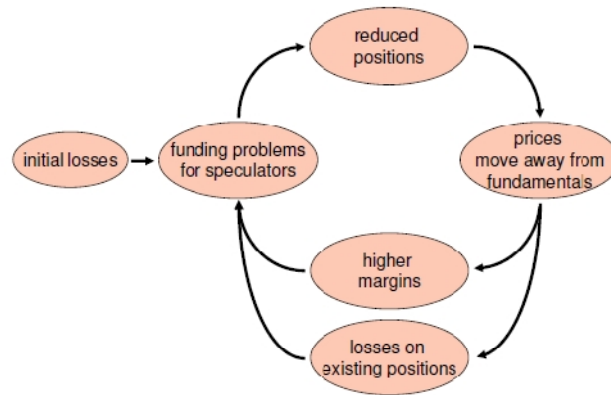 reduced
positions
initial losses
funding problems
for speculators
prices
move away from
fundamentals
higher
margins
losses on
existing positions